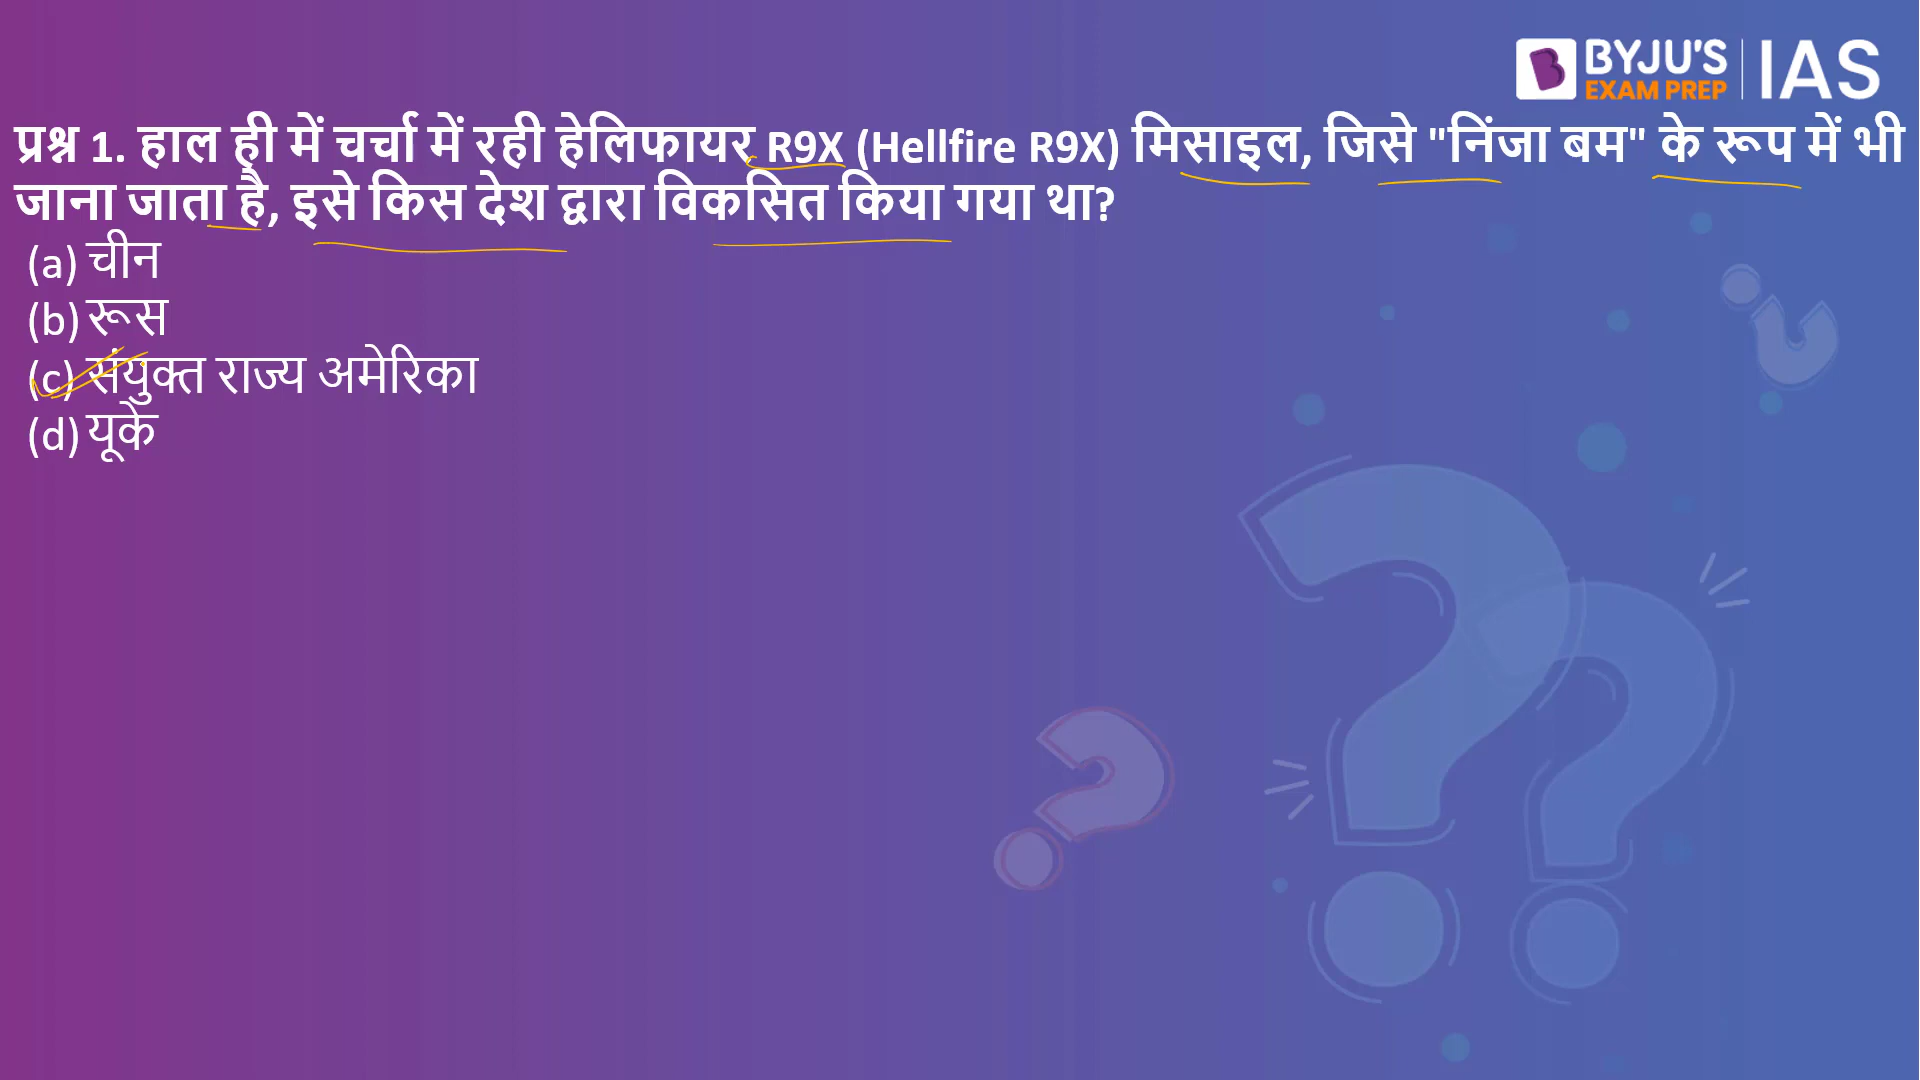 BYJU'S
EXAM PREP
IAS
प्रश्न 1. हाल ही में चर्चा में रही हेलिफायर R9X (Hellfire R9X) मिसाइल, जिसे "निंजा बम" के रूप में भी
जाना जाता है, इसे किस देश द्वारा विकसित किया गया था?
(a) चीन
(b) रूस
(c) संयुक्त राज्य अमेरिका
(d) यूके